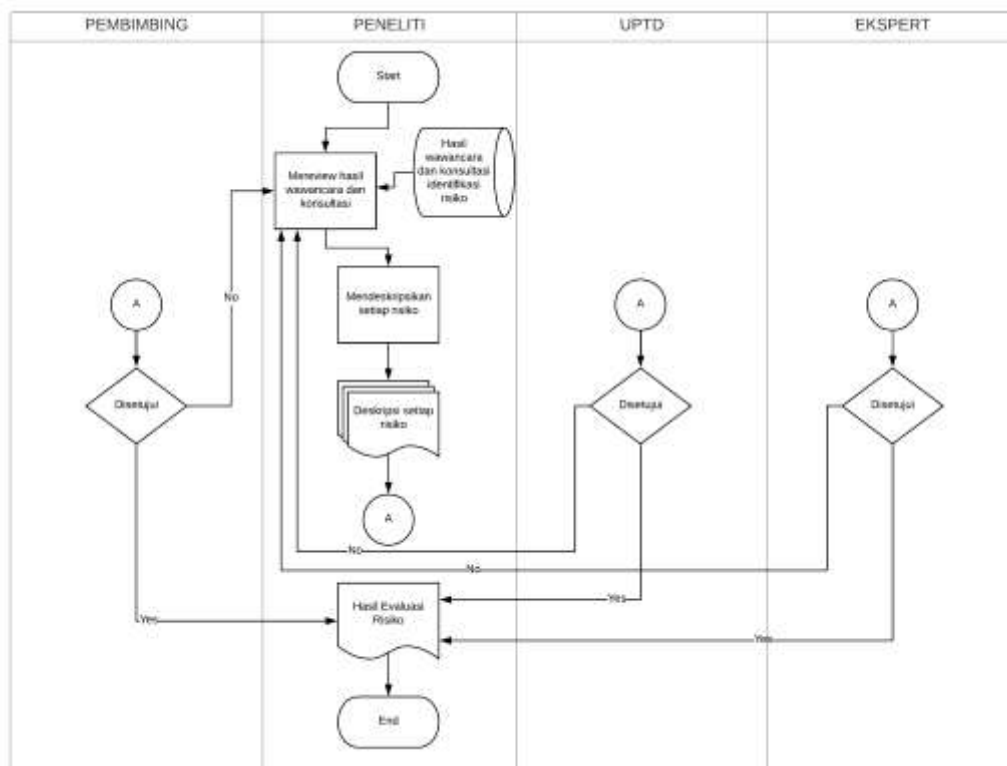 PEMBIMBING
PENELITI
UPTD
EKSPERT
Start
Hasil
wawancara
dan konsultasi
identifikasi
risiko
Mereview hasil
wawancara dan
konsultasi
Mendeskripsikan
setiap risiko
No
A
A
A
Disetujui
Deskripsi setiap
risiko
Disetujui
Disetujui
A
No
No
Hasil Evaluasi
Risiko
Yes
Yes
Yes
End